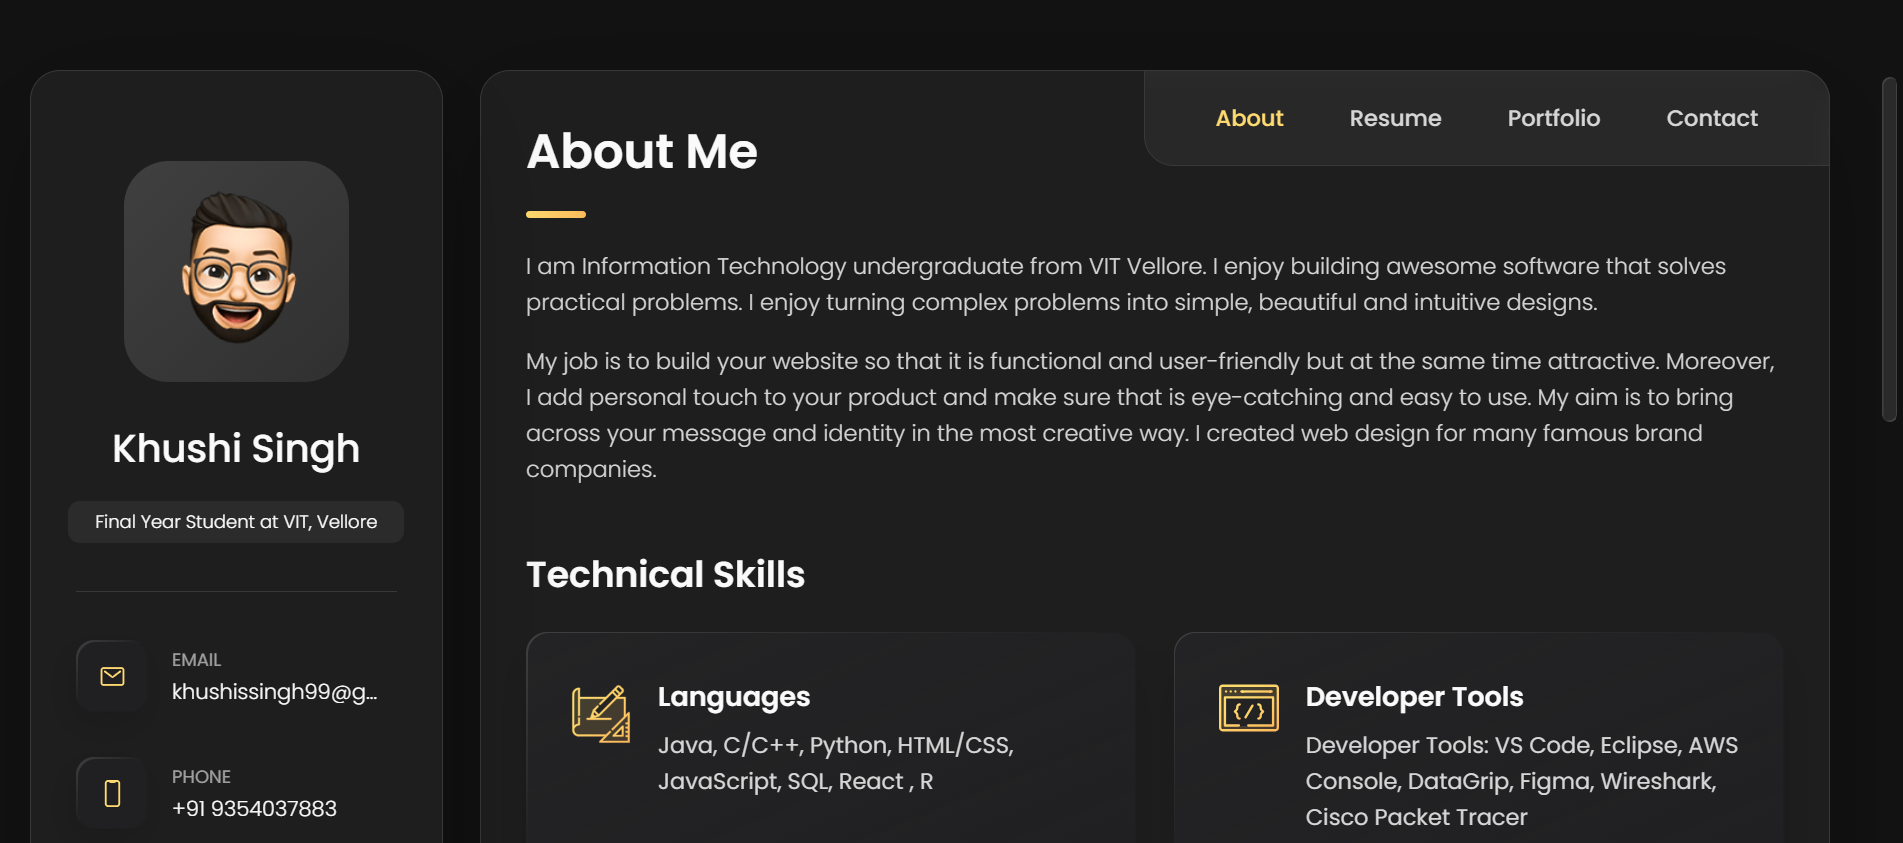 About
Resume
Portfolio
Contact
About Me
I am Information Technology undergraduate from VIT Vellore. I enjoy building awesome software that solves
practical problems. I enjoy turning complex problems into simple, beautiful and intuitive designs.
My job is to build your website so that it is functional and user-friendly but at the same time attractive. Moreover,
I add personal touch to your product and make sure that is eye-catching and easy to use. My aim is to bring
across your message and identity in the most creative way. I created web design for many famous brand
companies.
Khushi Singh
Final Year Student at VIT, Vellore
EMAIL
khushissingh99@g...
PHONE
+91 9354037883
Technical Skills
Languages
Java, C/C++, Python, HTML/CSS,
JavaScript, SQL, React , R
Developer Tools
Developer Tools: VS Code, Eclipse, AWS
Console, DataGrip, Figma, Wireshark,
Cisco Packet Tracer